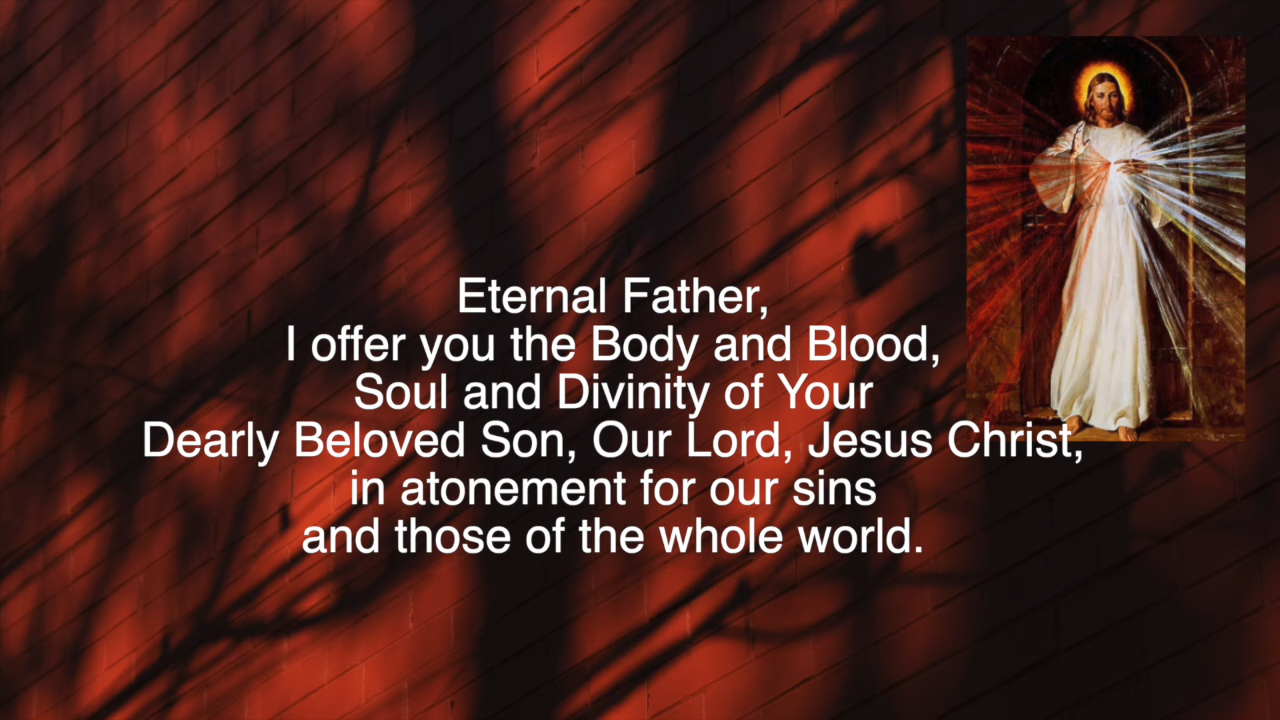 Eternal Father,
I offer you the Body and Blood,
Soul and Divinity of Your
Dearly Beloved Son, Our Lord, Jesus Christ,
in atonement for our sins
and those of the whole world.